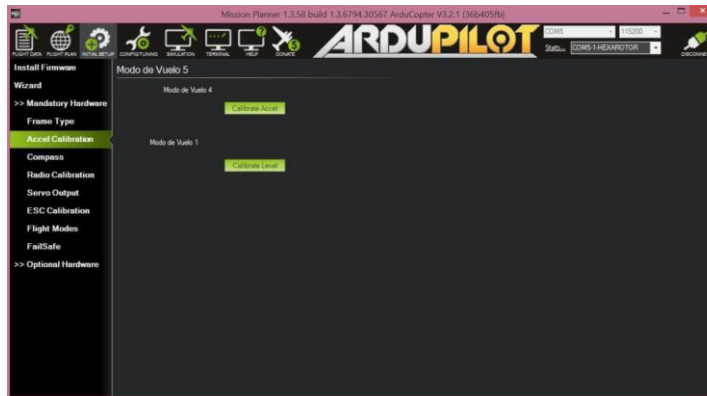 Mission Planner 1.3.58 build 1.3.6794.30567 ArduCopter V3.2.1 (36b405fb)
FLIGHT DATA FLIGHT PLAN INITIAL SETUP CONFIG/TUNING SIMULATION TERMINAL HELP DONATE
ARDUPILOT
COM5 115200
Stats... COM5-1-HEXAROTOR
DISCONNECT
Install Firmware
Wizard
>> Mandatory Hardware
Frame Type
Accel Calibration
Compass
Radio Calibration
Servo Output
ESC Calibration
Flight Modes
FailSafe
>> Optional Hardware
Modo de Vuelo 5
Modo de Vuelo 4
Calibrate Accel
Modo de Vuelo 1
Calibrate Level